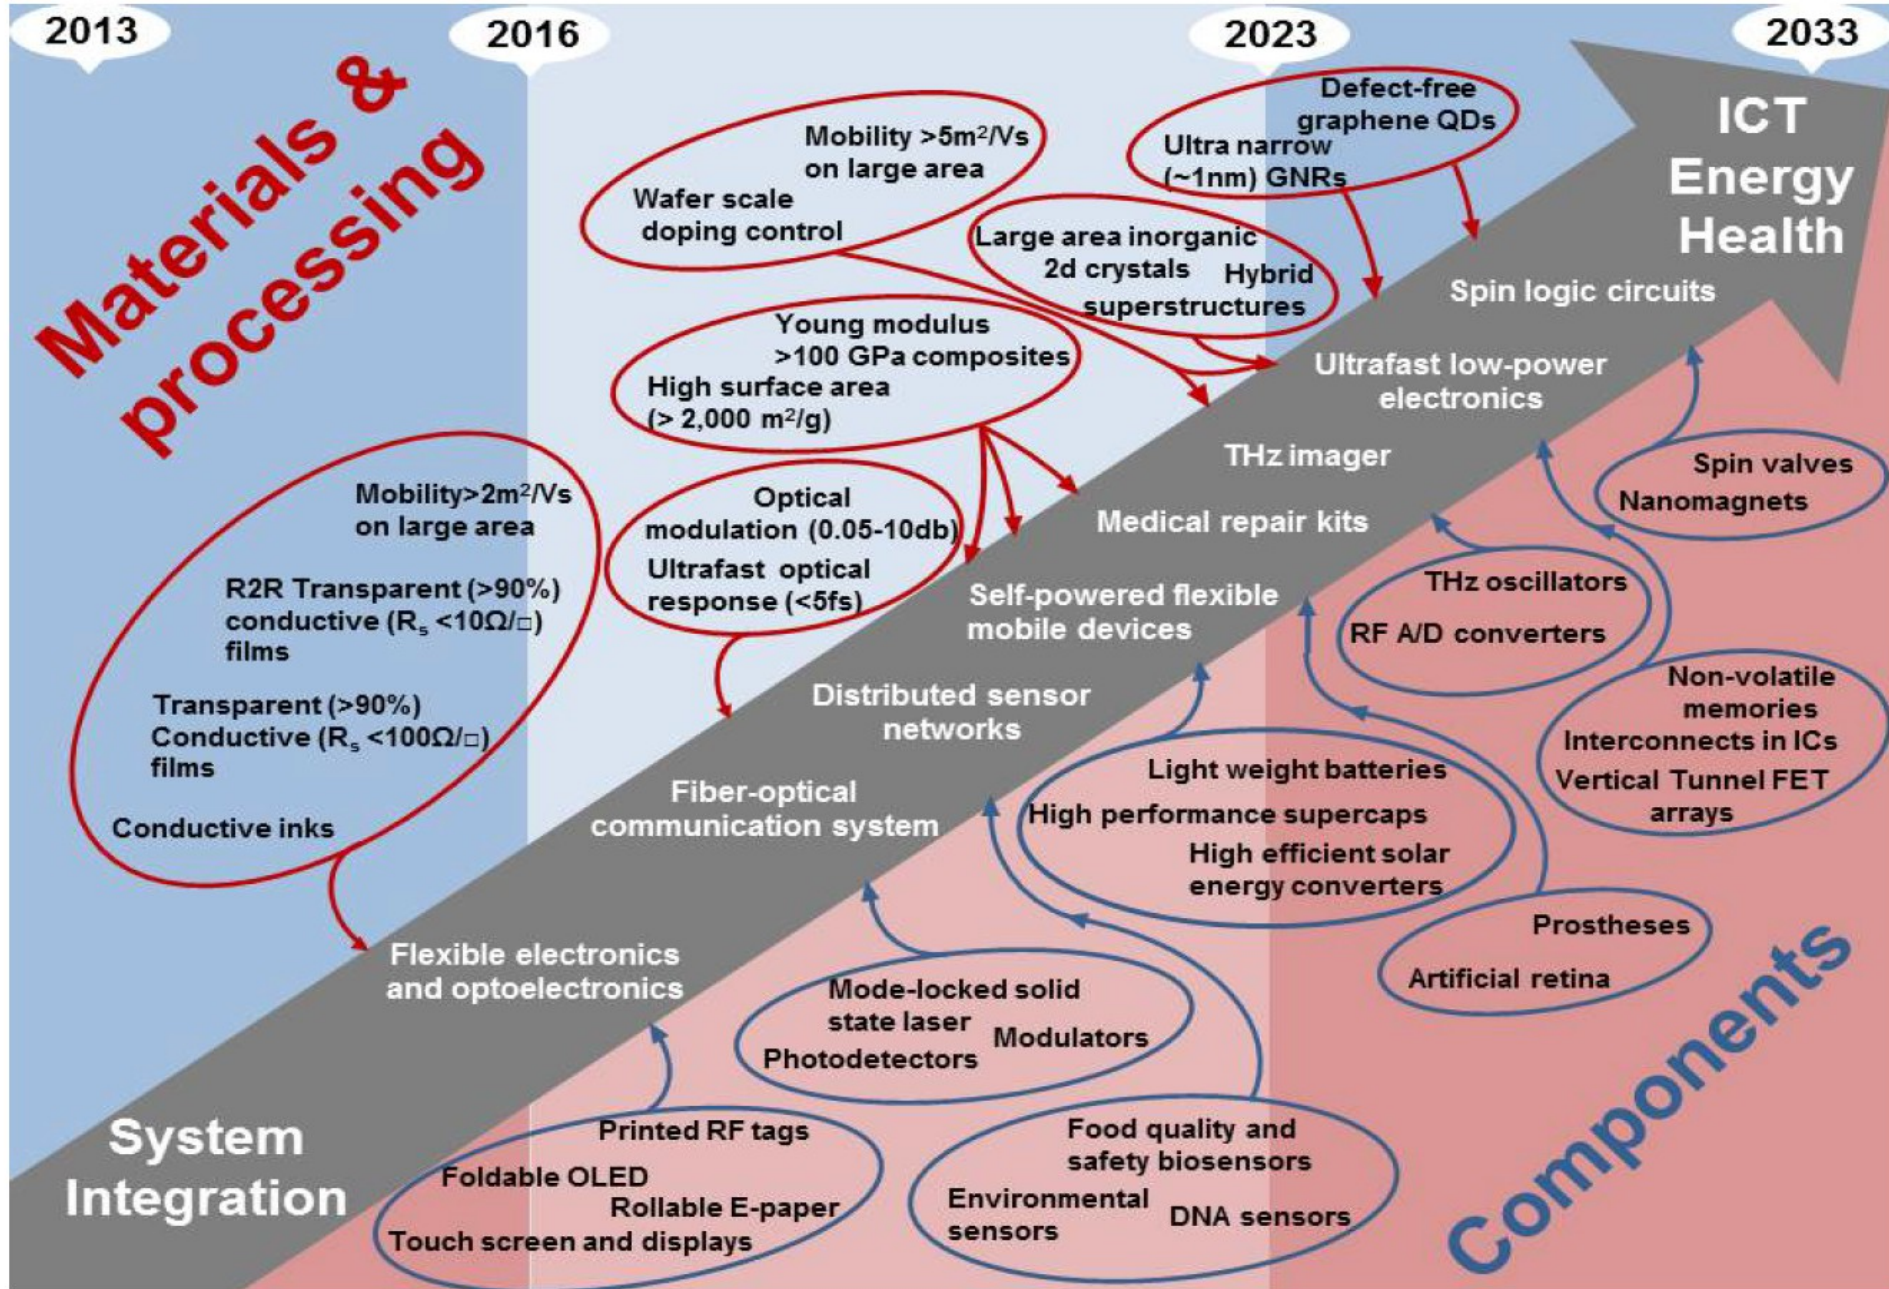 2013
2016
2023
2033
Materials &
processing
Mobility >5m²/Vs
on large area
Wafer scale
doping control
Defect-free
graphene QDs
Ultra narrow
(~1nm) GNRs
Large area inorganic
2d crystals
Hybrid
superstructures
Young modulus
>100 GPa composites
High surface area
(> 2,000 m²/g)
Optical
modulation (0.05-10db)
Ultrafast optical
response (<5fs)
Mobility>2m²/Vs
on large area
R2R Transparent (>90%)
conductive (Rₛ <10Ω/□)
films
Transparent (>90%)
Conductive (Rₛ <100Ω/□)
films
Conductive inks
ICT
Energy
Health
Spin logic circuits
Ultrafast low-power
electronics
THz imager
Medical repair kits
Self-powered flexible
mobile devices
Distributed sensor
networks
Fiber-optical
communication system
Flexible electronics
and optoelectronics
System
Integration
Spin valves
Nanomagnets
THz oscillators
RF A/D converters
Non-volatile
memories
Interconnects in ICs
Vertical Tunnel FET
arrays
Light weight batteries
High performance supercaps
High efficient solar
energy converters
Prostheses
Artificial retina
Mode-locked solid
state laser
Modulators
Photodetectors
Food quality and
safety biosensors
Environmental
sensors
DNA sensors
Printed RF tags
Foldable OLED
Rollable E-paper
Touch screen and displays
Components